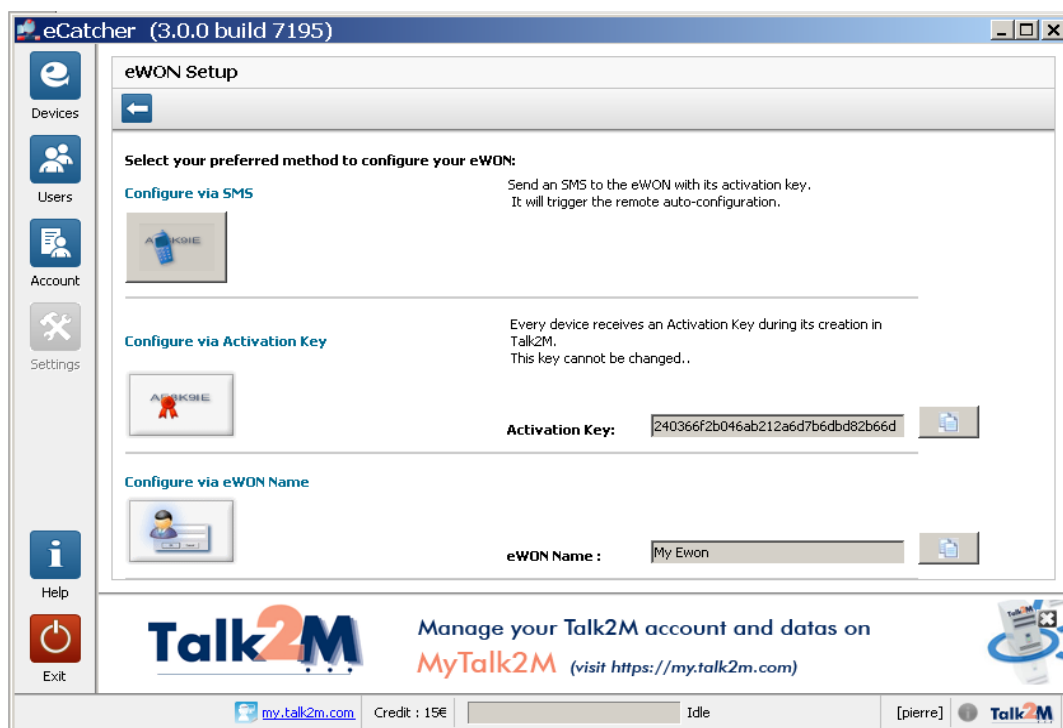 eCatcher (3.0.0 build 7195)
Devices
Users
Account
Settings
Help
Exit
eWON Setup
Select your preferred method to configure your eWON:
Configure via SMS
Send an SMS to the eWON with its activation key.
It will trigger the remote auto-configuration.
Configure via Activation Key
Every device receives an Activation Key during its creation in
Talk2M.
This key cannot be changed..
Activation Key: 240366f2b046ab212a6d7b6dbd82b66d
Configure via eWON Name
eWON Name : My Ewon
Talk2M
Manage your Talk2M account and datas on
MyTalk2M (visit https://my.talk2m.com)
Talk2M
my.talk2m.com Credit : 15€ Idle [pierre] Talk2M